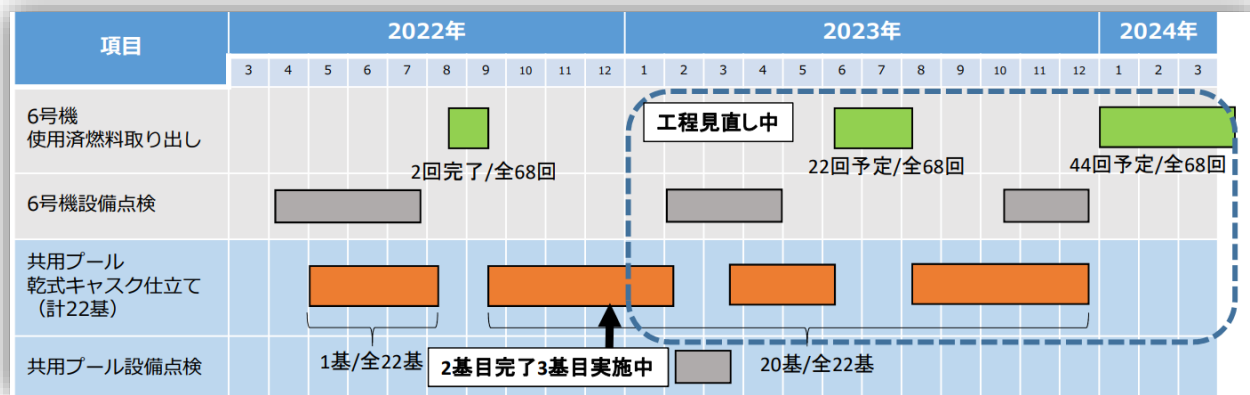 項目
2022年
2023年
2024年
3 4 5 6 7 8 9 10 11 12 1 2 3 4 5 6 7 8 9 10 11 12 1 2 3
6号機
使用済燃料取り出し
工程見直し中
2回完了/全68回
22回予定/全68回
44回予定/全68回
6号機設備点検
共用プール
乾式キャスク仕立て
（計22基）
1基/全22基
2基目完了3基目実施中
20基/全22基
共用プール設備点検